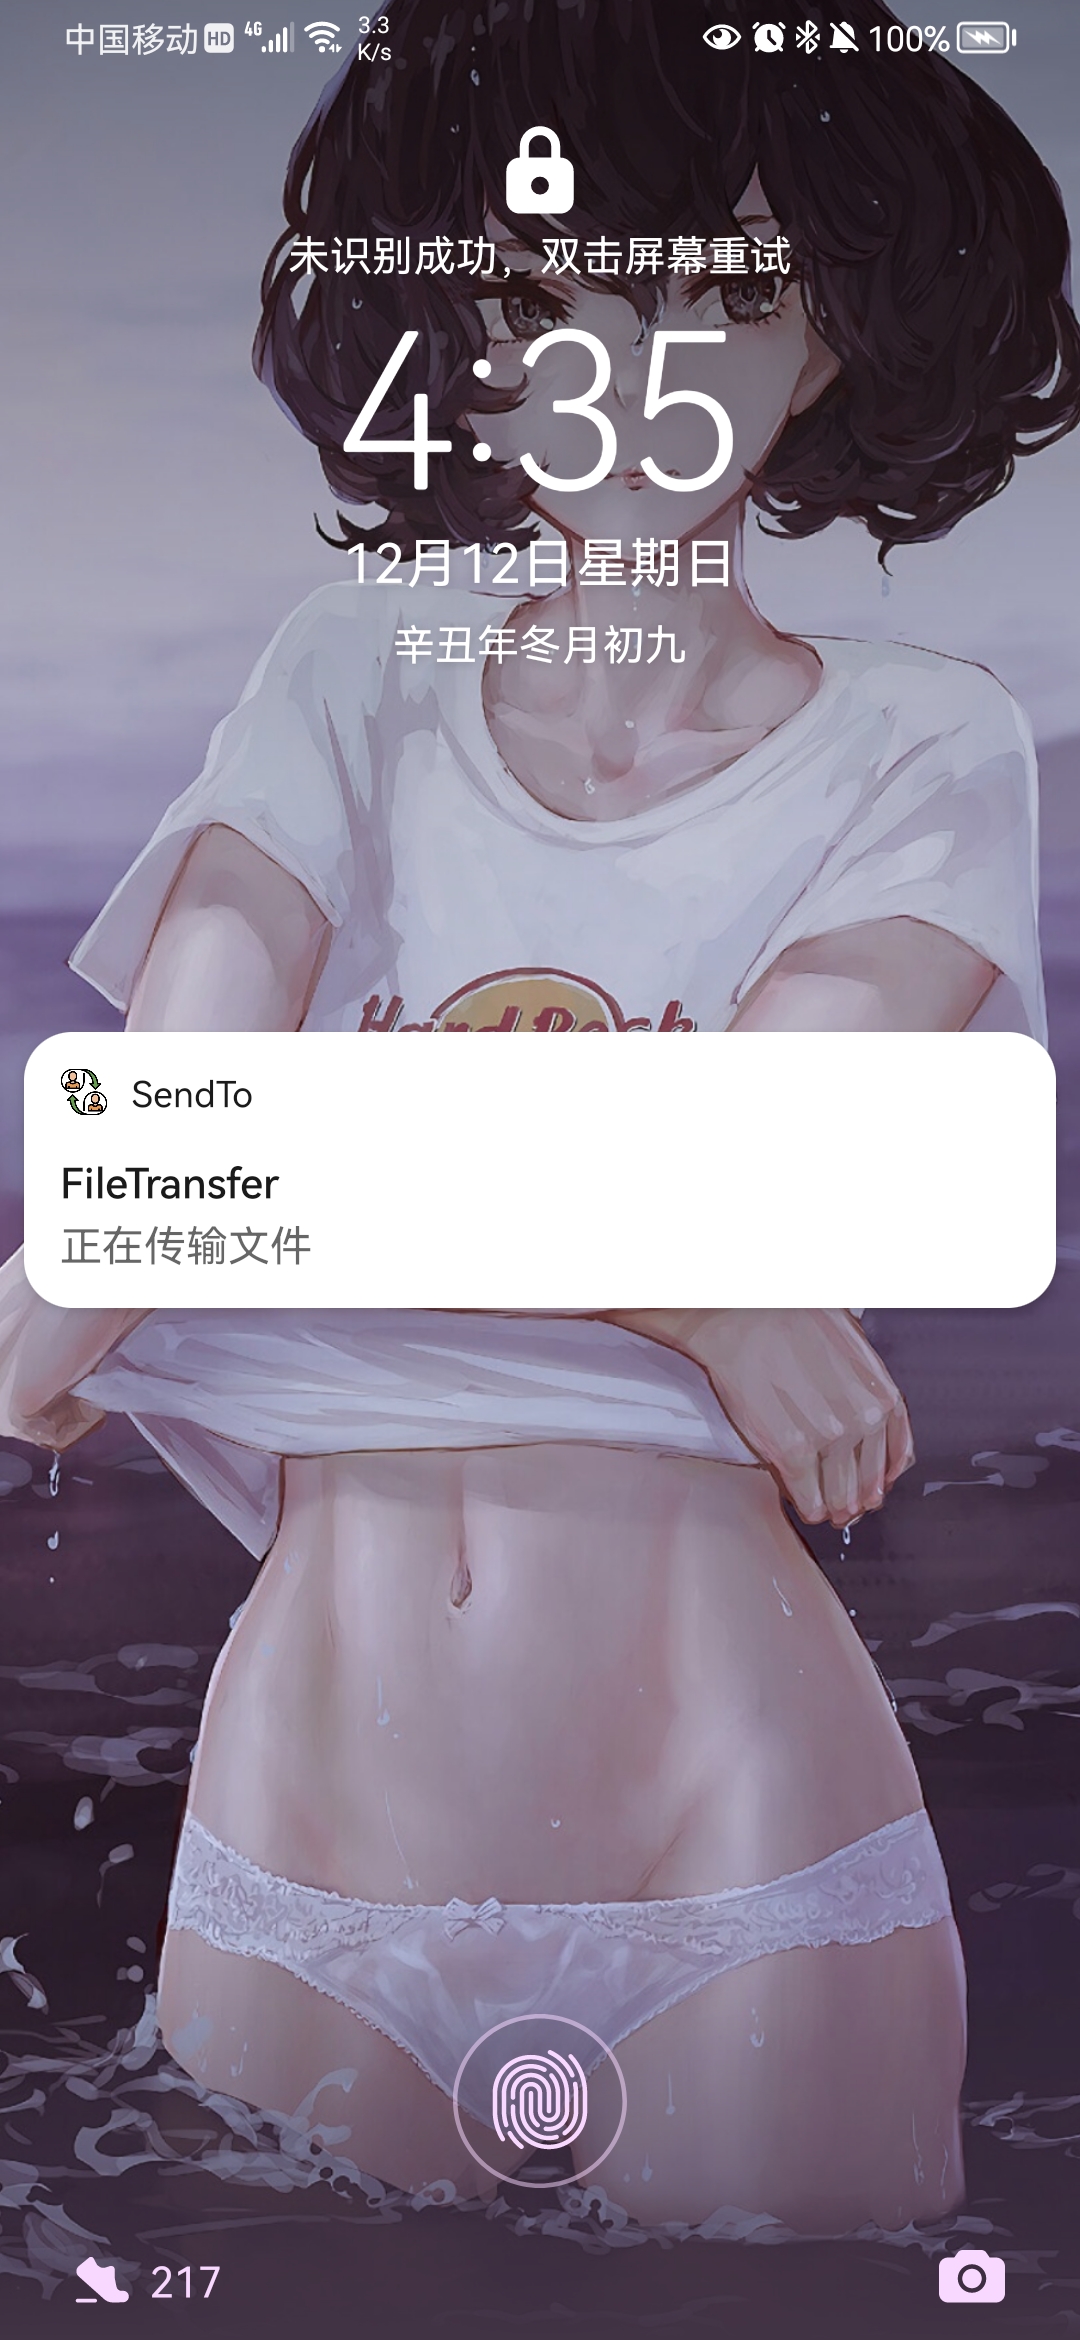 中国移动 HD 4G 3.3 K/s 100%
未识别成功，双击屏幕重试
4:35
12月12日星期日
辛丑年冬月初九
Hard Rock
SendTo
FileTransfer
正在传输文件
217